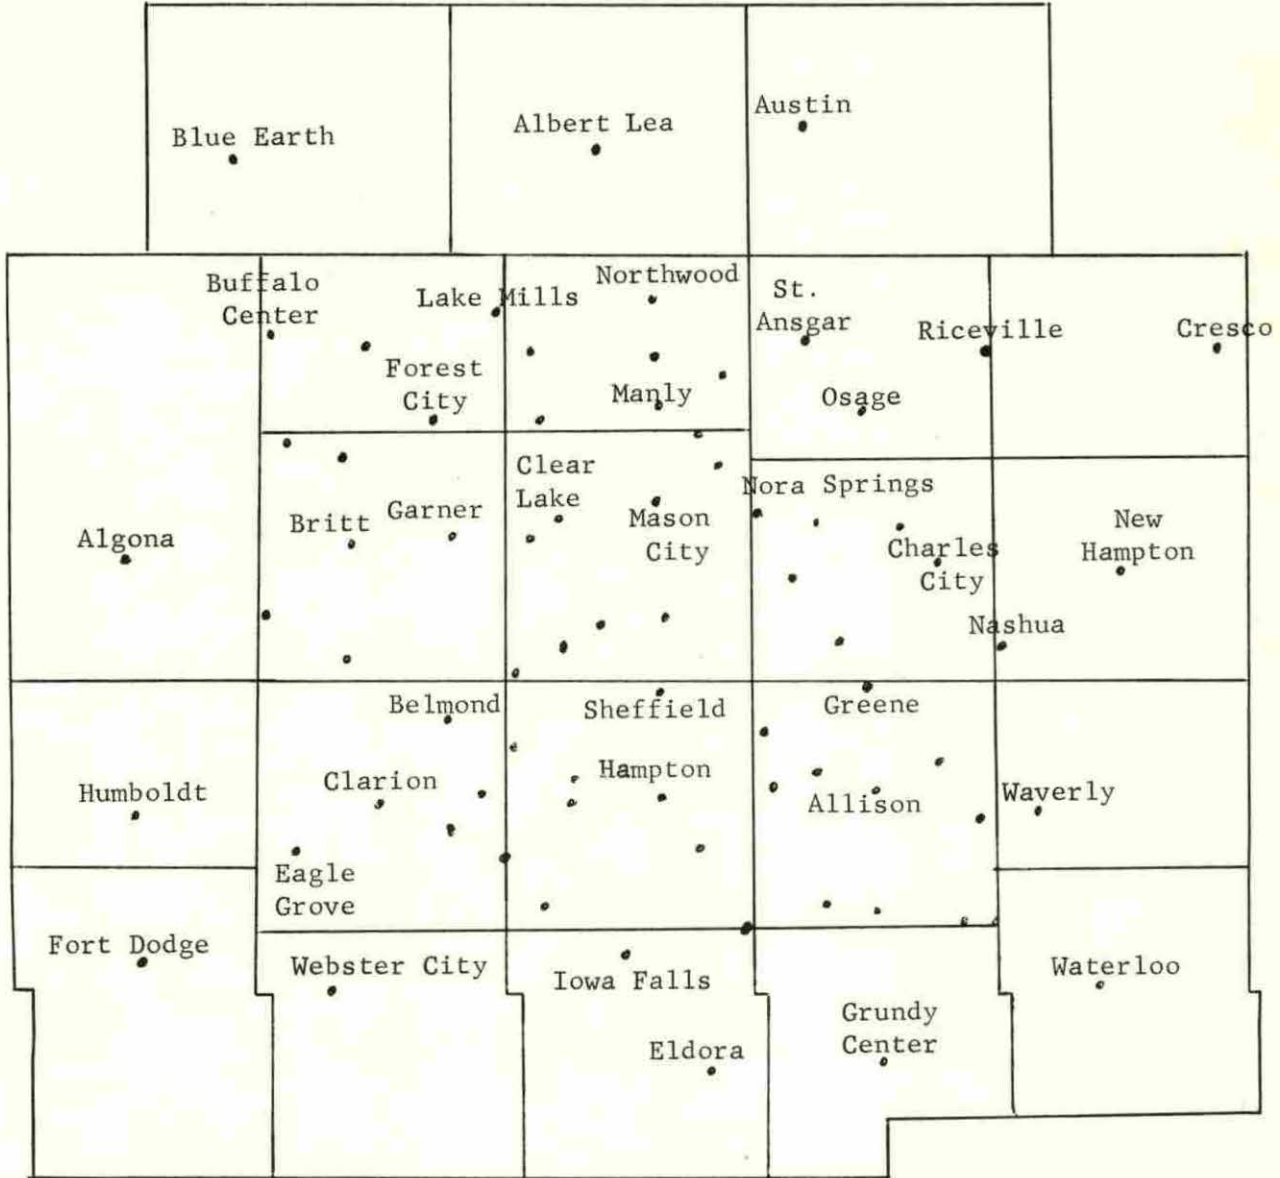 Blue Earth
Albert Lea
Austin
Buffalo
Center
Lake Mills
Northwood
St.
Ansgar
Riceville
Cresco
Forest
City
Manly
Osage
Algona
Britt
Garner
Clear
Lake
Mason
City
Nora Springs
Charles
City
New
Hampton
Nashua
Belmond
Sheffield
Greene
Humboldt
Clarion
Hampton
Allison
Waverly
Eagle
Grove
Fort Dodge
Webster City
Iowa Falls
Waterloo
Eldora
Grundy
Center